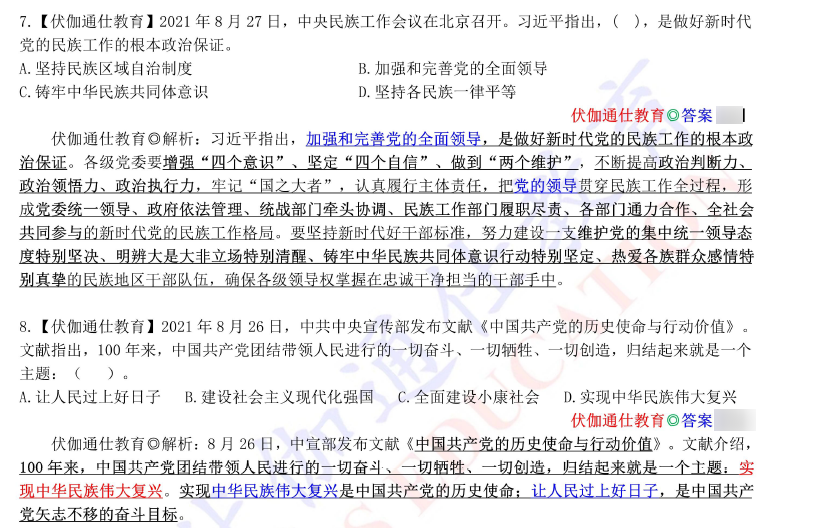 7.【伏伽通仕教育】2021 年 8 月 27 日，中央民族工作会议在北京召开。习近平指出，（ ），是做好新时代
党的民族工作的根本政治保证。
A.坚持民族区域自治制度 B.加强和完善党的全面领导
C.铸牢中华民族共同体意识 D.坚持各民族一律平等
伏伽通仕教育◎答案
伏伽通仕教育◎解析：习近平指出，加强和完善党的全面领导，是做好新时代党的民族工作的根本政
治保证。各级党委要增强“四个意识”、坚定“四个自信”、做到“两个维护”，不断提高政治判断力、
政治领悟力、政治执行力，牢记“国之大者”，认真履行主体责任，把党的领导贯穿民族工作全过程，形
成党委统一领导、政府依法管理、统战部门牵头协调、民族工作部门履职尽责、各部门通力合作、全社会
共同参与的新时代党的民族工作格局。要坚持新时代好干部标准，努力建设一支维护党的集中统一领导态
度特别坚决、明辨大是大非立场特别清醒、铸牢中华民族共同体意识行动特别坚定、热爱各族群众感情特
别真挚的民族地区干部队伍，确保各级领导权掌握在忠诚干净担当的干部手中。
8.【伏伽通仕教育】2021 年 8 月 26 日，中共中央宣传部发布文献《中国共产党的历史使命与行动价值》。
文献指出，100 年来，中国共产党团结带领人民进行的一切奋斗、一切牺牲、一切创造，归结起来就是一个
主题：（ ）。
A.让人民过上好日子 B.建设社会主义现代化强国 C.全面建设小康社会 D.实现中华民族伟大复兴
伏伽通仕教育◎答案
伏伽通仕教育◎解析：8 月 26 日，中宣部发布文献《中国共产党的历史使命与行动价值》。文献介绍，
100 年来，中国共产党团结带领人民进行的一切奋斗、一切牺牲、一切创造，归结起来就是一个主题：实
现中华民族伟大复兴。实现中华民族伟大复兴是中国共产党的历史使命；让人民过上好日子，是中国共产
党矢志不移的奋斗目标。
伽通仕教育
S EDUCATION